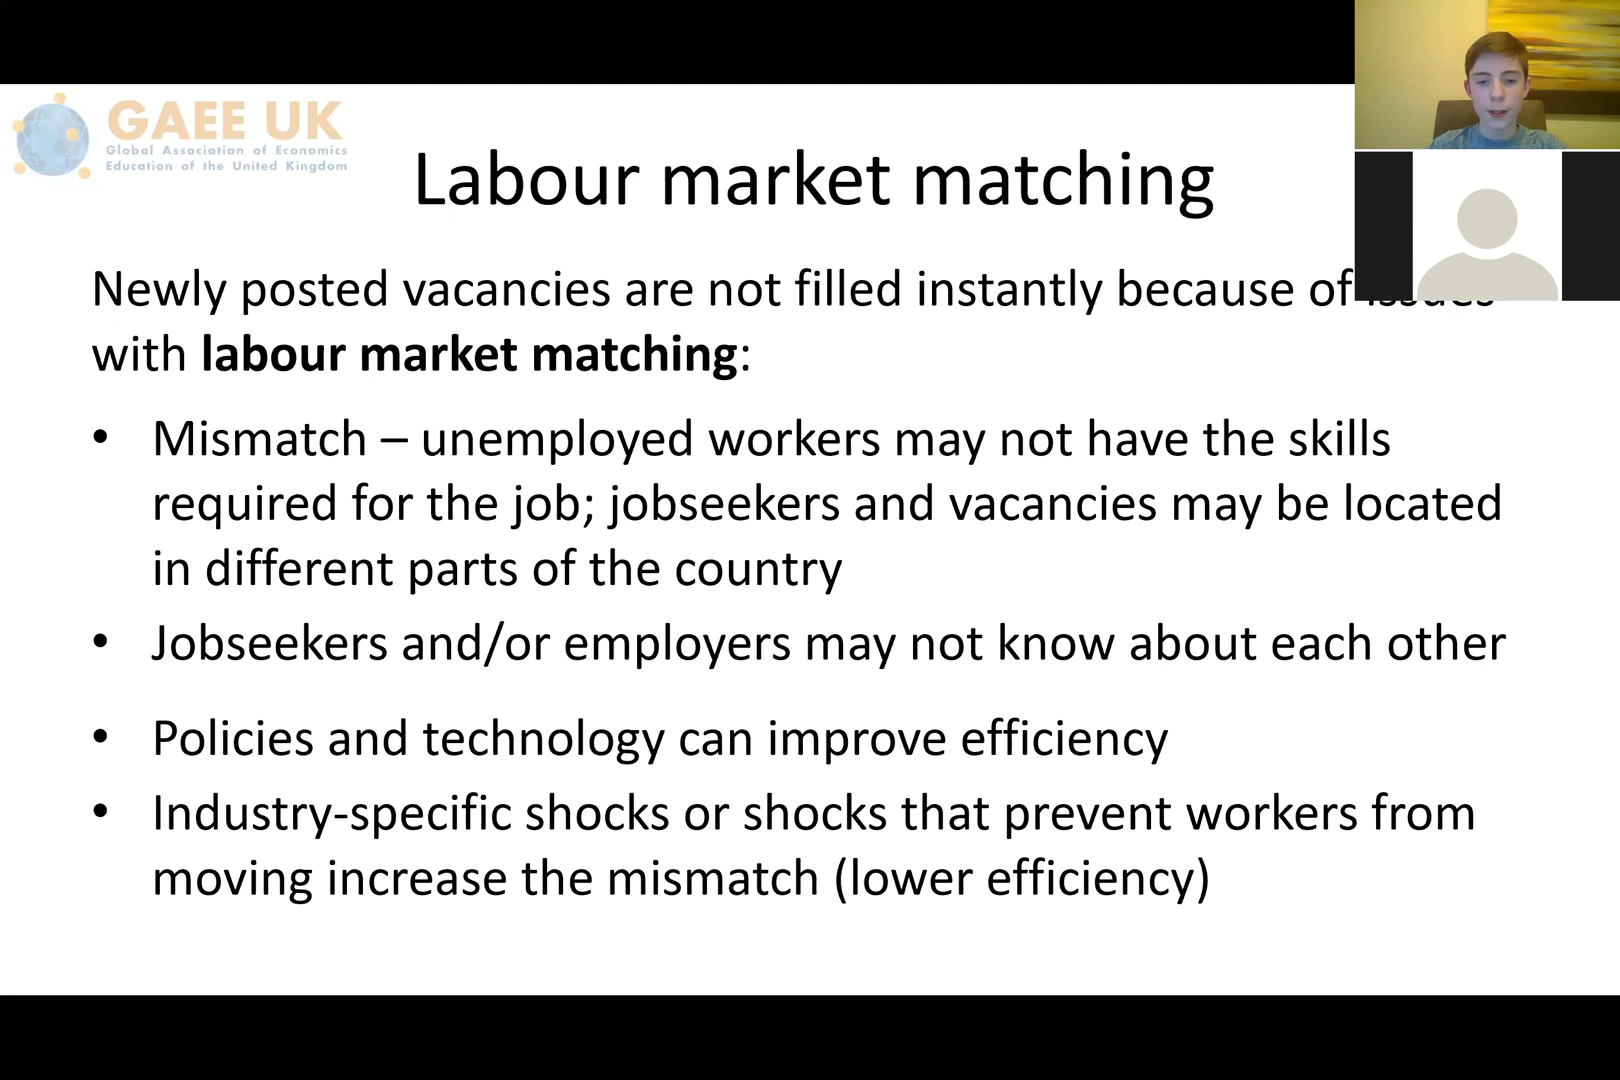 GAEE UK
Global Association of Economics
Education of the United Kingdom
Labour market matching
Newly posted vacancies are not filled instantly because of issues
with labour market matching:
• Mismatch – unemployed workers may not have the skills
required for the job; jobseekers and vacancies may be located
in different parts of the country
• Jobseekers and/or employers may not know about each other
• Policies and technology can improve efficiency
• Industry-specific shocks or shocks that prevent workers from
moving increase the mismatch (lower efficiency)